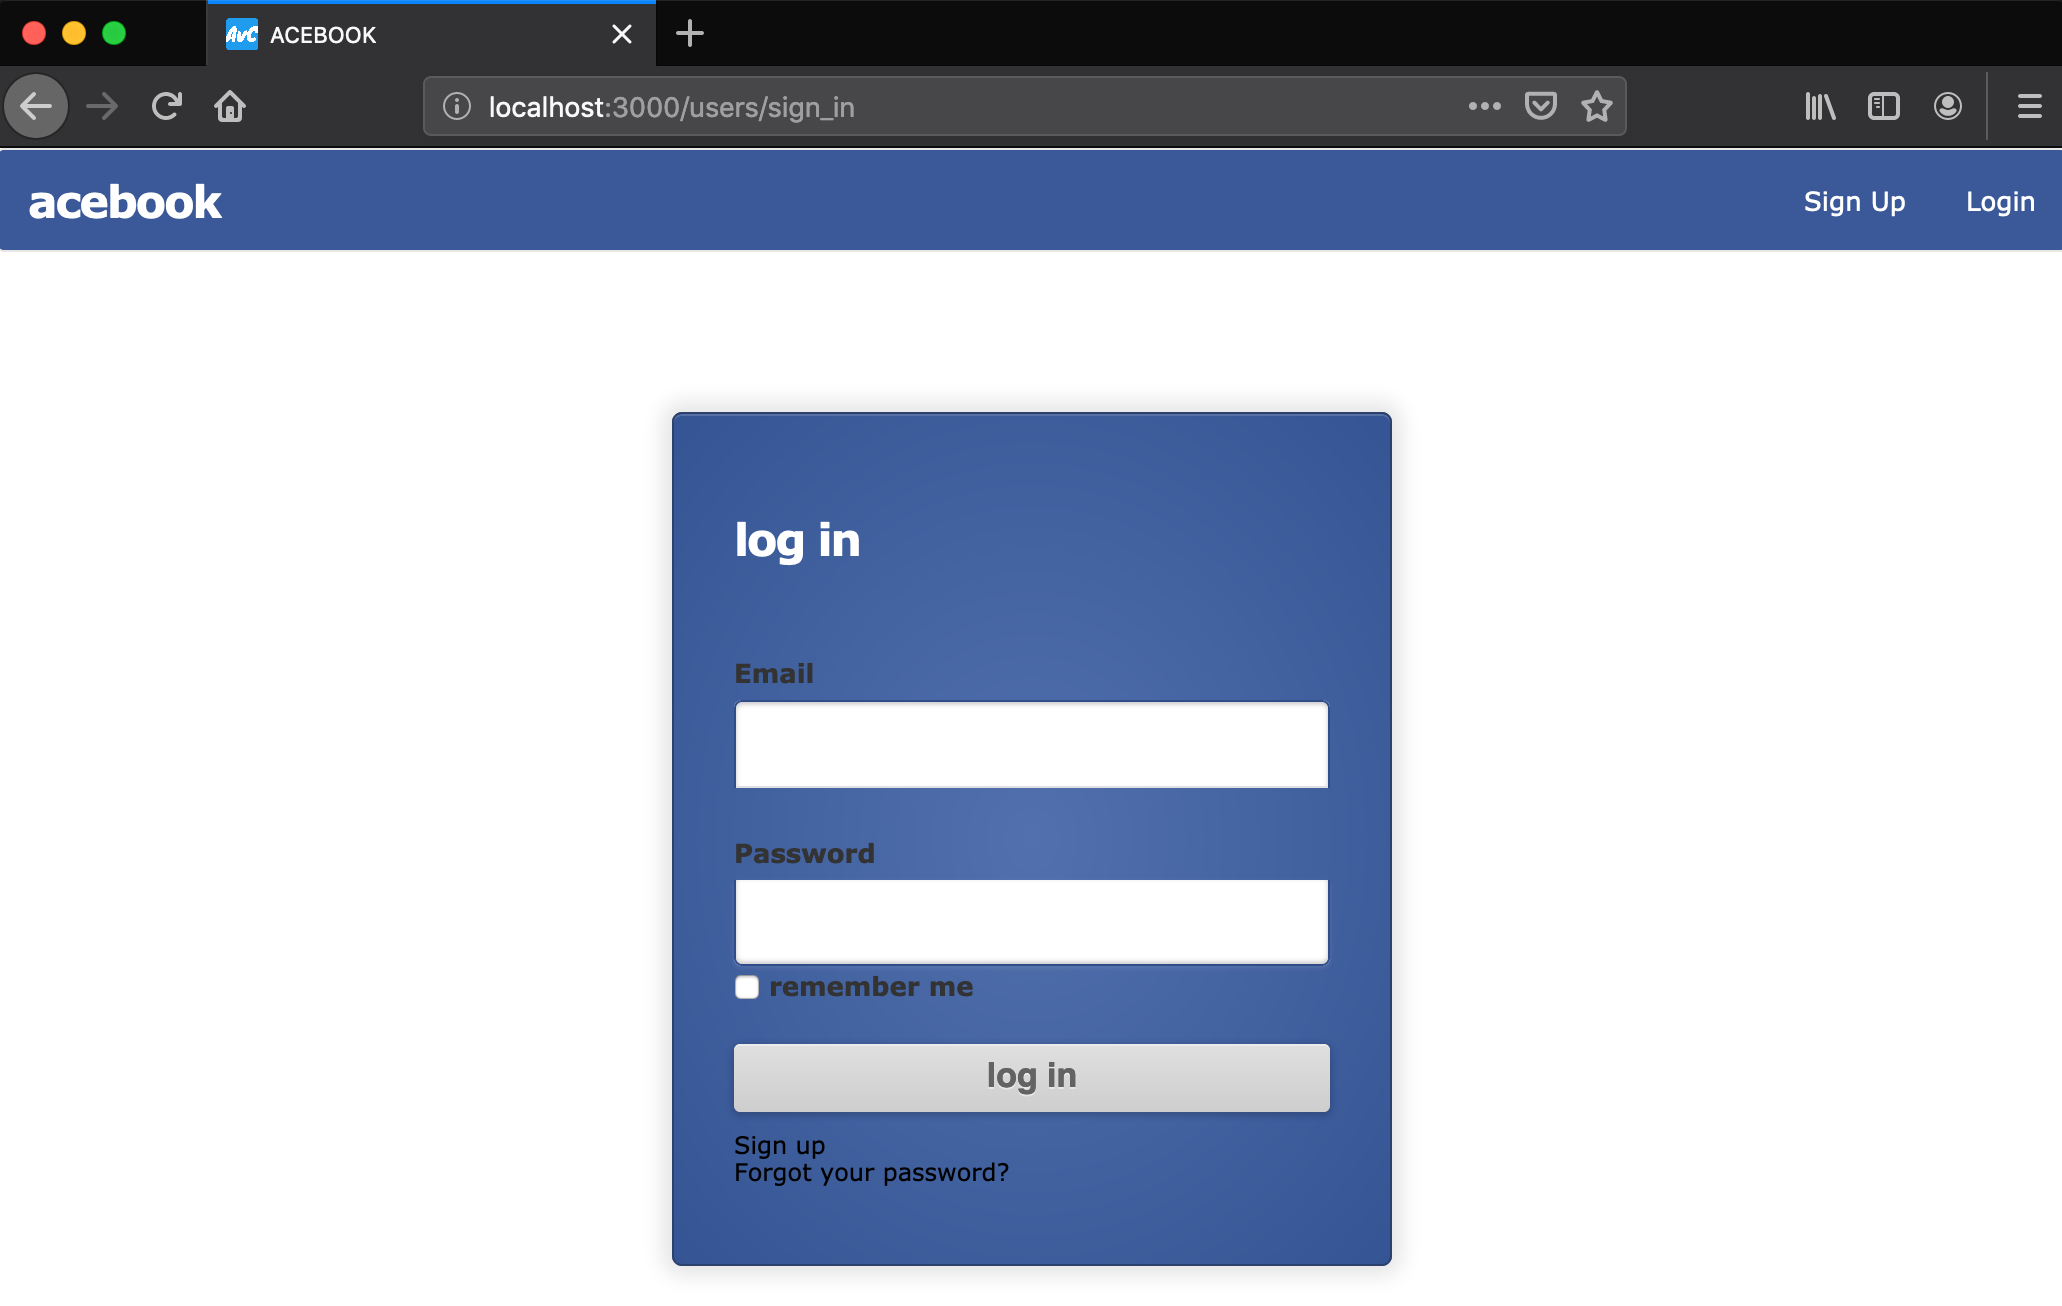 AvC ACEBOOK
localhost:3000/users/sign_in
acebook
Sign Up
Login
log in
Email
Password
remember me
log in
Sign up
Forgot your password?